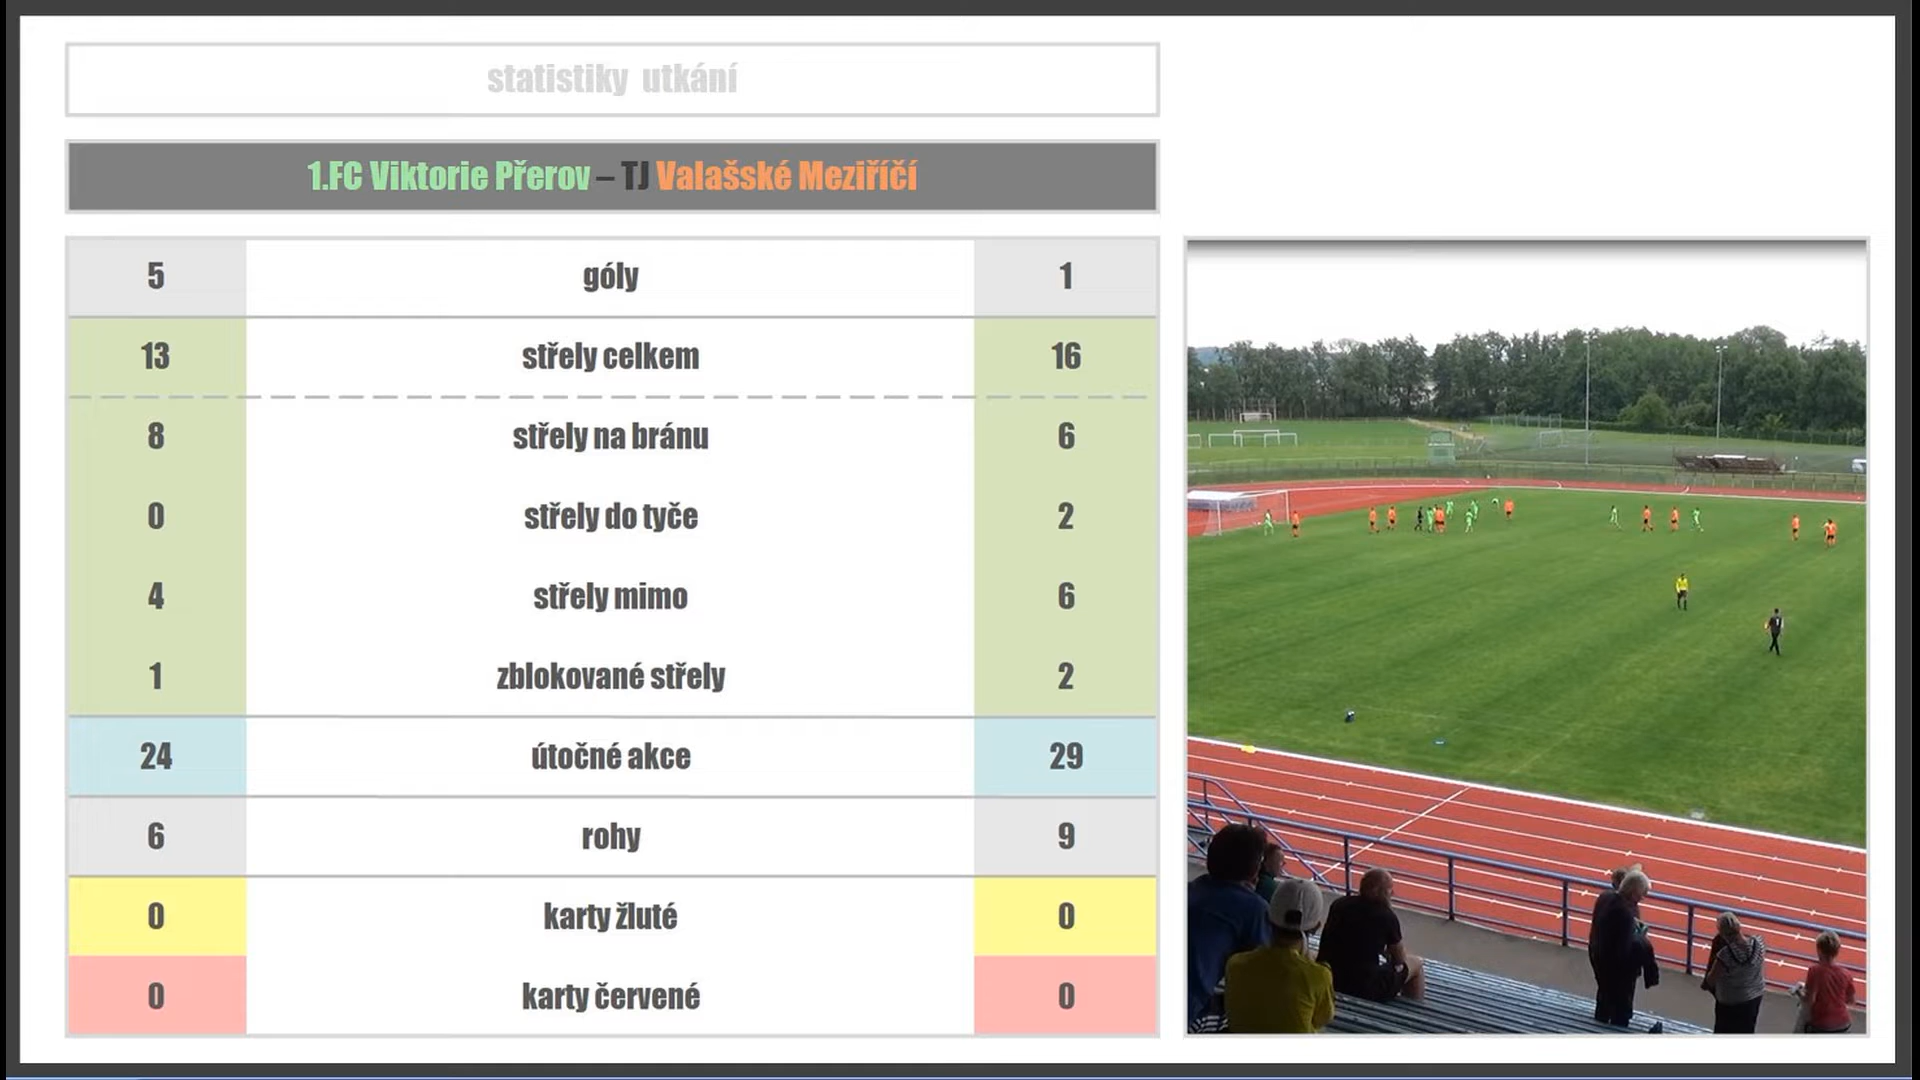 statistiky utkání
1.FC Viktorie Přerov – TJ Valašské Meziříčí
5 góly 1
13 střely celkem 16
8 střely na bránu 6
0 střely do tyče 2
4 střely mimo 6
1 zblokované střely 2
24 útočné akce 29
6 rohy 9
0 karty žluté 0
0 karty červené 0